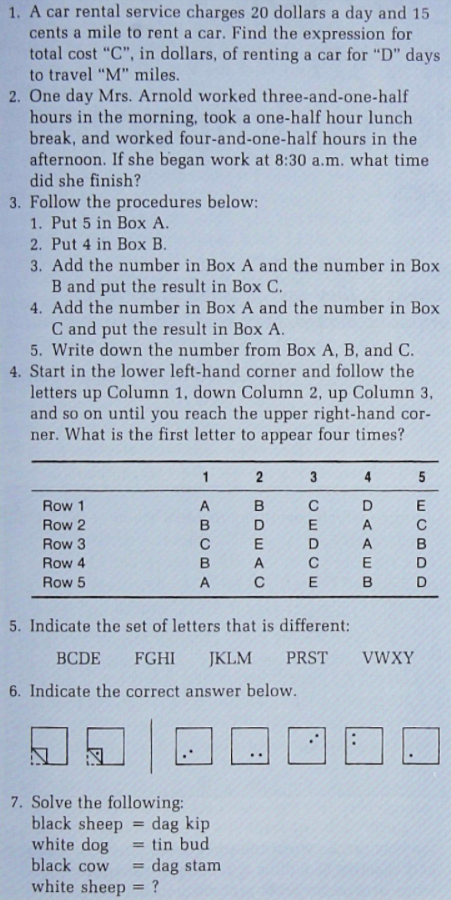 1. A car rental service charges 20 dollars a day and 15
cents a mile to rent a car. Find the expression for
total cost "C", in dollars, of renting a car for "D" days
to travel "M" miles.
2. One day Mrs. Arnold worked three-and-one-half
hours in the morning, took a one-half hour lunch
break, and worked four-and-one-half hours in the
afternoon. If she began work at 8:30 a.m. what time
did she finish?
3. Follow the procedures below:
1. Put 5 in Box A.
2. Put 4 in Box B.
3. Add the number in Box A and the number in Box
B and put the result in Box C.
4. Add the number in Box A and the number in Box
C and put the result in Box A.
5. Write down the number from Box A, B, and C.
4. Start in the lower left-hand corner and follow the
letters up Column 1, down Column 2, up Column 3,
and so on until you reach the upper right-hand cor-
ner. What is the first letter to appear four times?
1 2 3 4 5
Row 1 A B C D E
Row 2 B D E A C
Row 3 C E D A B
Row 4 B A C E D
Row 5 A C E B D
5. Indicate the set of letters that is different:
BCDE FGHI JKLM PRST VWXY
6. Indicate the correct answer below.
7. Solve the following:
black sheep = dag kip
white dog = tin bud
black cow = dag stam
white sheep = ?